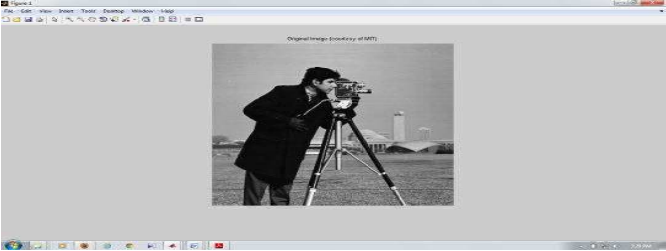 Figure 1
File Edit View Insert Tools Desktop Window Help
Original Image (courtesy of MIT)